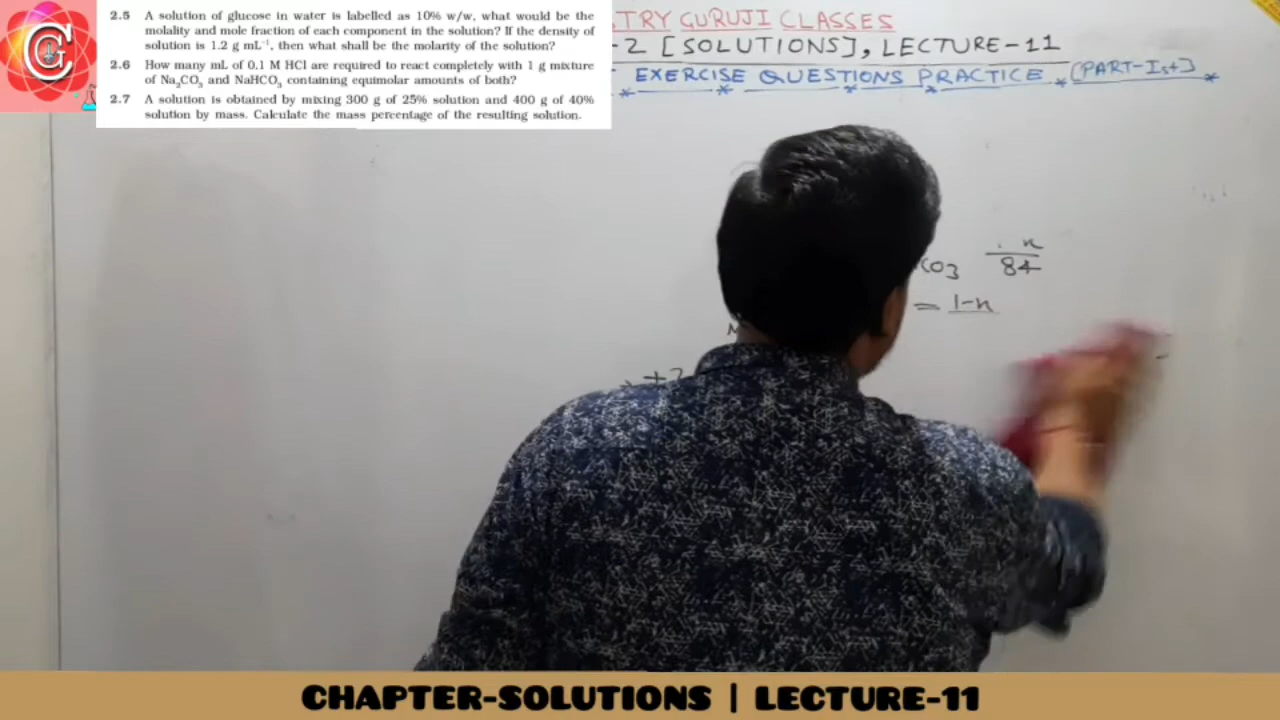 2.5 A solution of glucose in water is labelled as 10% w/w, what would be the
molality and mole fraction of each component in the solution? If the density of
solution is 1.2 g mL⁻¹, then what shall be the molarity of the solution?
2.6 How many mL of 0.1 M HCl are required to react completely with 1 g mixture
of Na₂CO₃ and NaHCO₃ containing equimolar amounts of both?
2.7 A solution is obtained by mixing 300 g of 25% solution and 400 g of 40%
solution by mass. Calculate the mass percentage of the resulting solution.
TRY GURUJI CLASSES
-2 [SOLUTIONS], LECTURE-11
EXERCISE QUESTIONS PRACTICE [PART-Ist]
CO3 x/84
= 1-x
+2
CHAPTER-SOLUTIONS | LECTURE-11